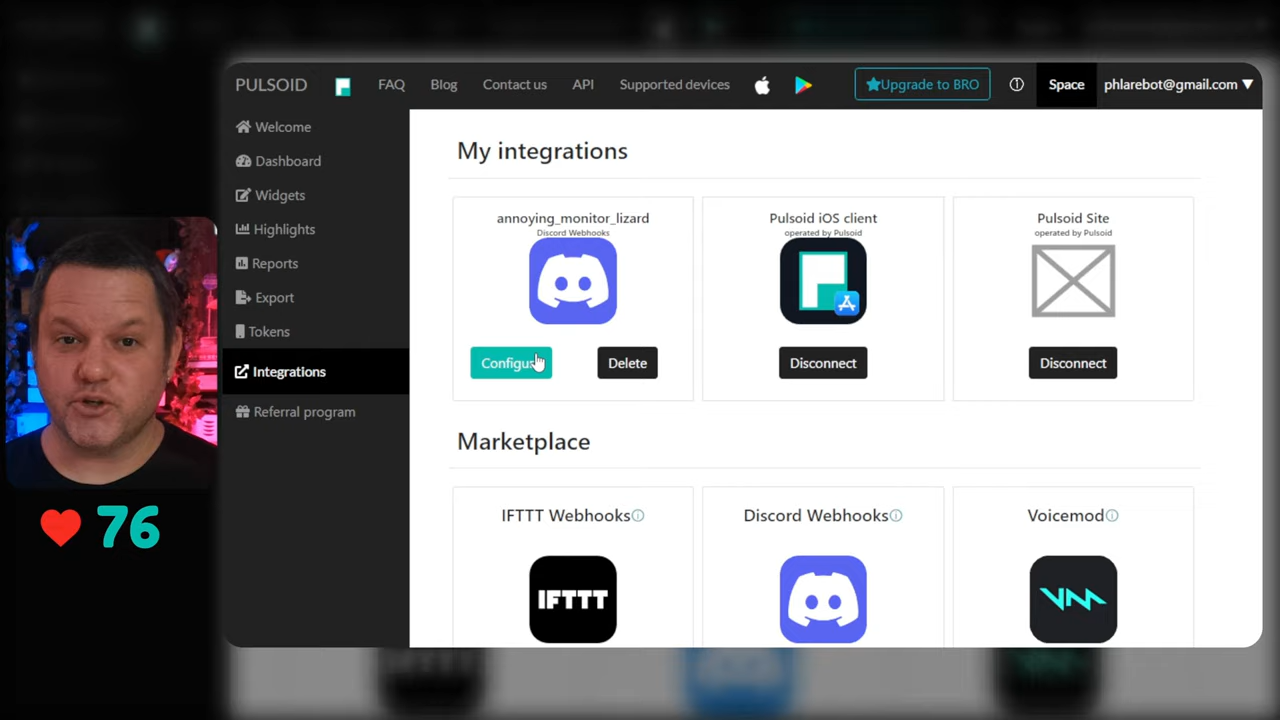 PULSOID FAQ Blog Contact us API Supported devices Upgrade to BRO Space phlarebot@gmail.com
Welcome
Dashboard
Widgets
Highlights
Reports
Export
Tokens
Integrations
Referral program
My integrations
annoying_monitor_lizard
Discord Webhooks
Configure
Delete
Pulsoid iOS client
operated by Pulsoid
Disconnect
Pulsoid Site
operated by Pulsoid
Disconnect
Marketplace
IFTTT Webhooks
IFTTT
Discord Webhooks
Voicemod
VM
76